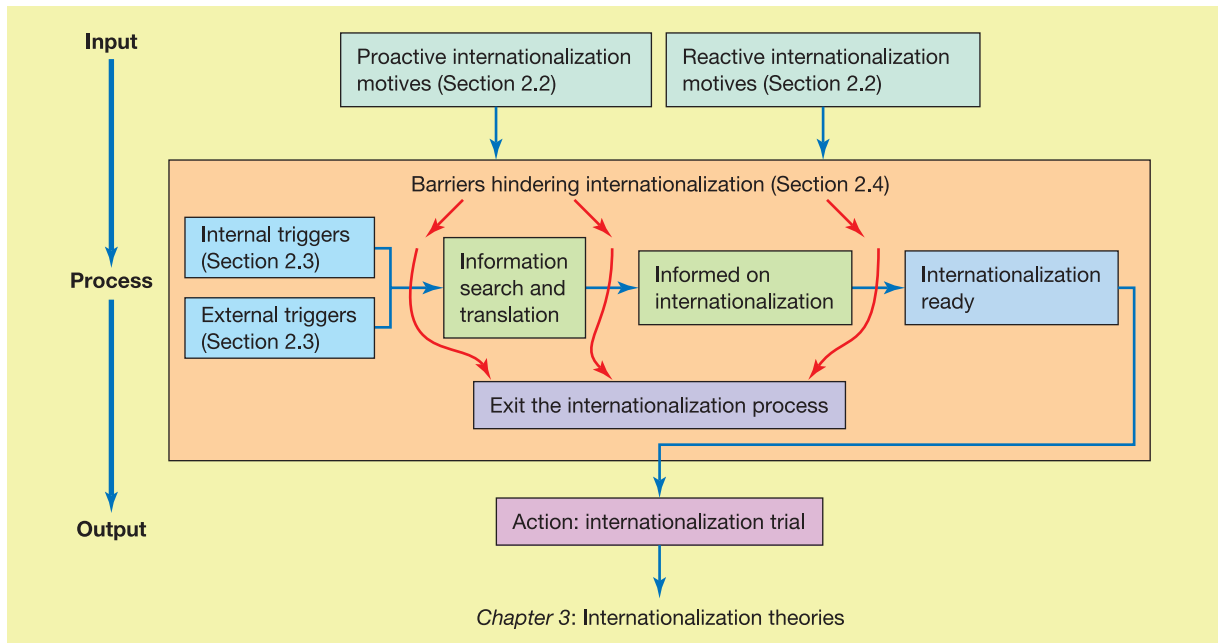 Input
Proactive internationalization
motives (Section 2.2)
Reactive internationalization
motives (Section 2.2)
Barriers hindering internationalization (Section 2.4)
Internal triggers
(Section 2.3)
Process
External triggers
(Section 2.3)
Information
search and
translation
Informed on
internationalization
Internationalization
ready
Exit the internationalization process
Output
Action: internationalization trial
Chapter 3: Internationalization theories